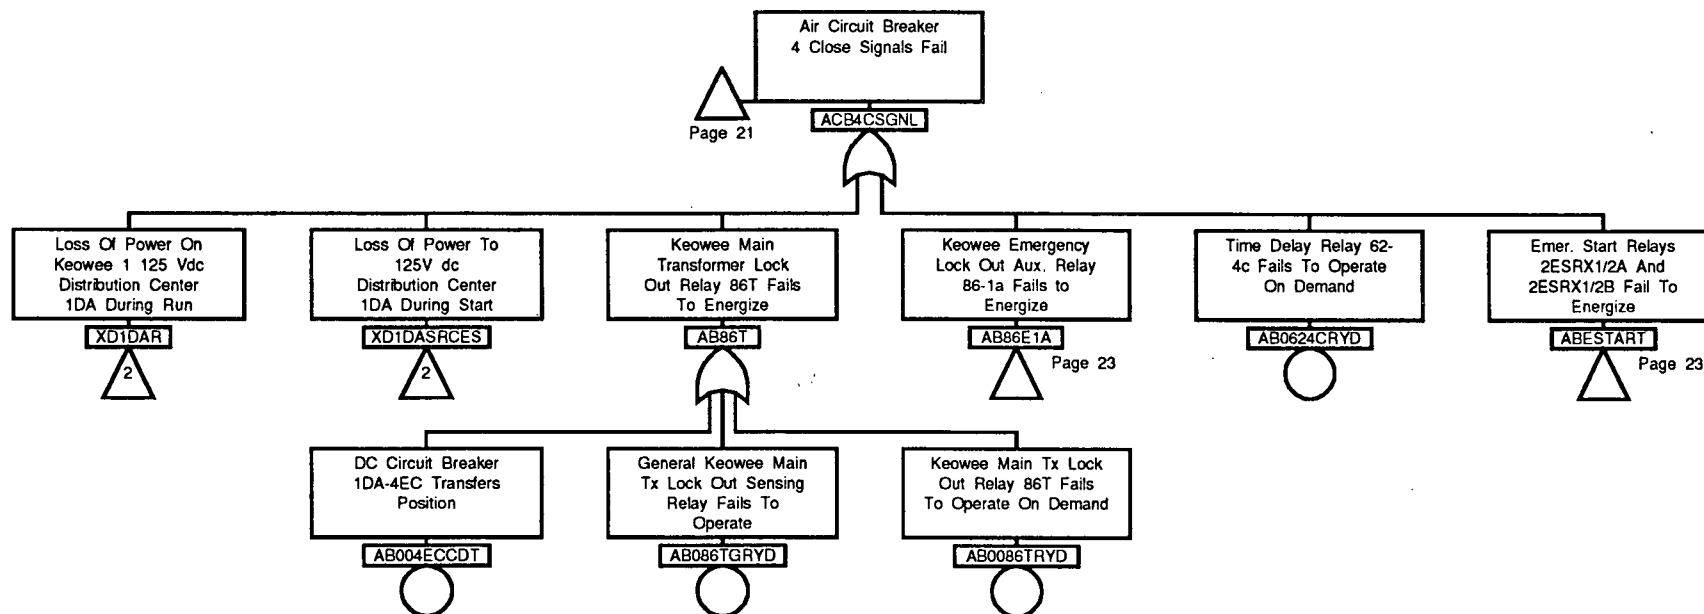 Air Circuit Breaker
4 Close Signals Fail
Page 21
ACB4CSGNL
Loss Of Power On
Keowee 1 125 Vdc
Distribution Center
1DA During Run
XD1DAR
2
Loss Of Power To
125V dc
Distribution Center
1DA During Start
XD1DASRCES
2
Keowee Main
Transformer Lock
Out Relay 86T Fails
To Energize
AB86T
Keowee Emergency
Lock Out Aux. Relay
86-1a Fails to
Energize
AB86E1A
Page 23
Time Delay Relay 62-
4c Fails To Operate
On Demand
AB0624CRYD
Emer. Start Relays
2ESRX1/2A And
2ESRX1/2B Fail To
Energize
ABESTART
Page 23
DC Circuit Breaker
1DA-4EC Transfers
Position
AB004ECCDT
General Keowee Main
Tx Lock Out Sensing
Relay Fails To
Operate
AB086TGRYD
Keowee Main Tx Lock
Out Relay 86T Fails
To Operate On Demand
AB0086TRYD